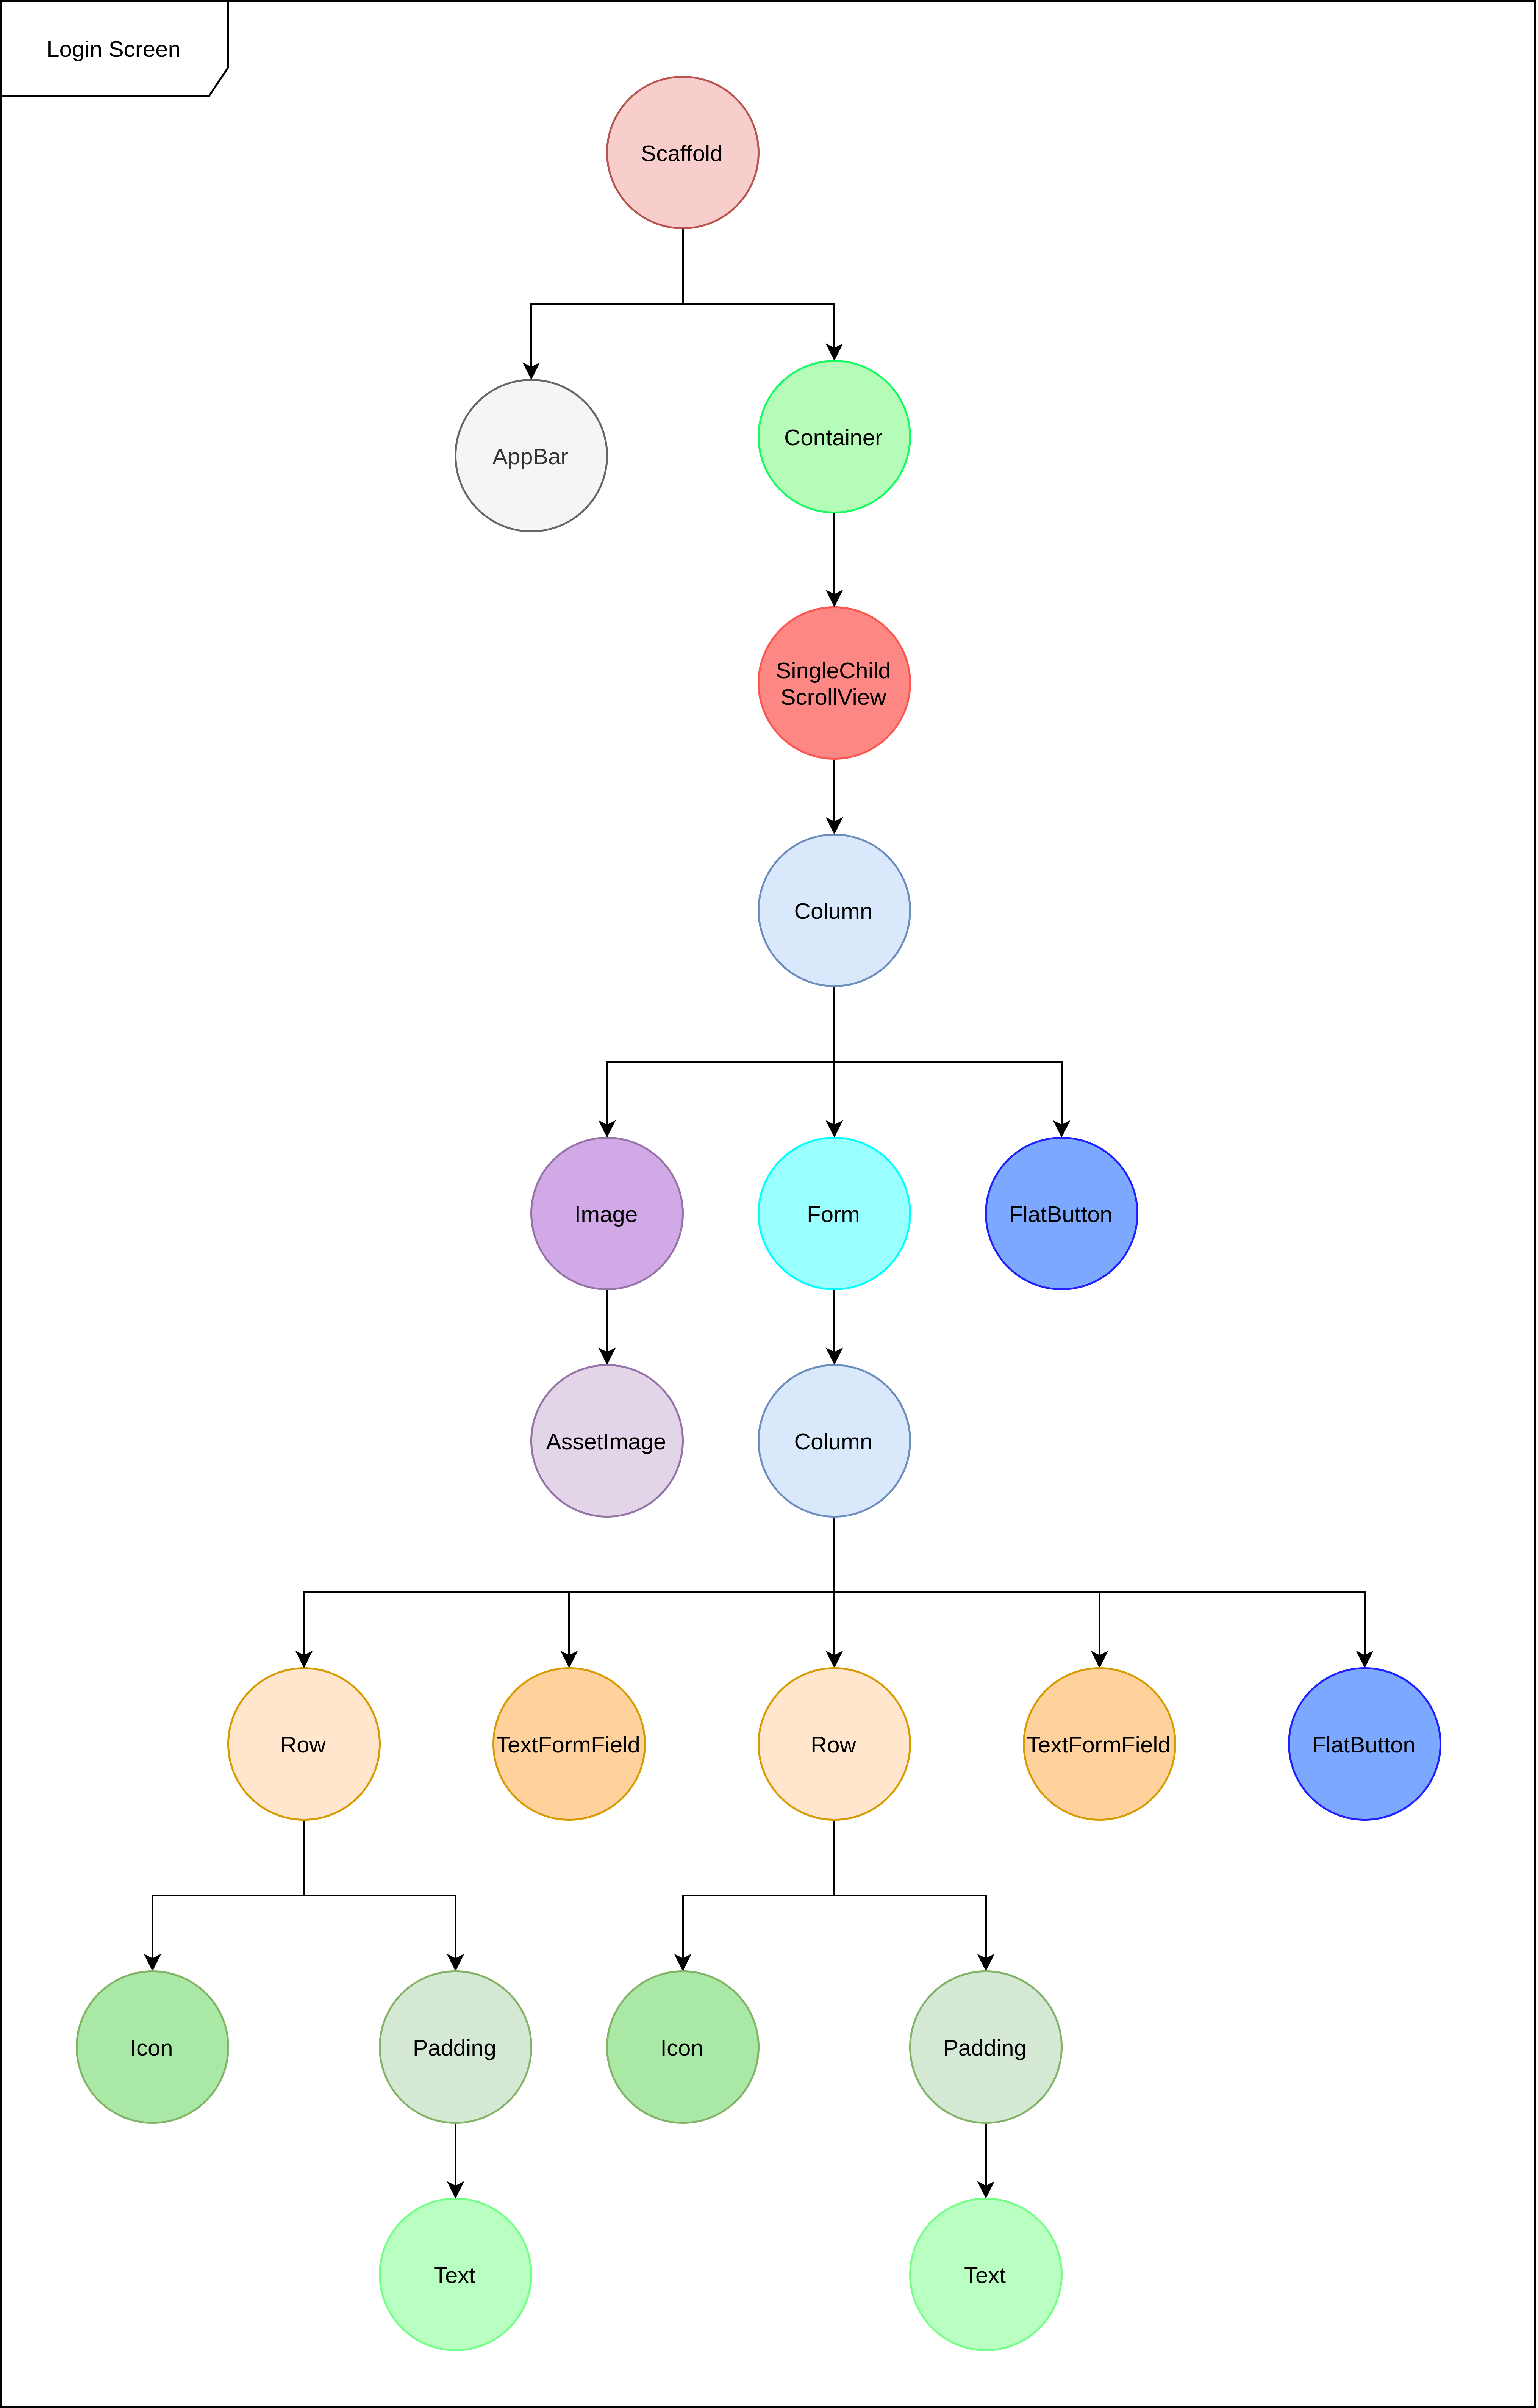 Login Screen
Scaffold
AppBar
Container
SingleChild
ScrollView
Column
Image
Form
FlatButton
AssetImage
Column
Row
TextFormField
Row
TextFormField
FlatButton
Icon
Padding
Icon
Padding
Text
Text